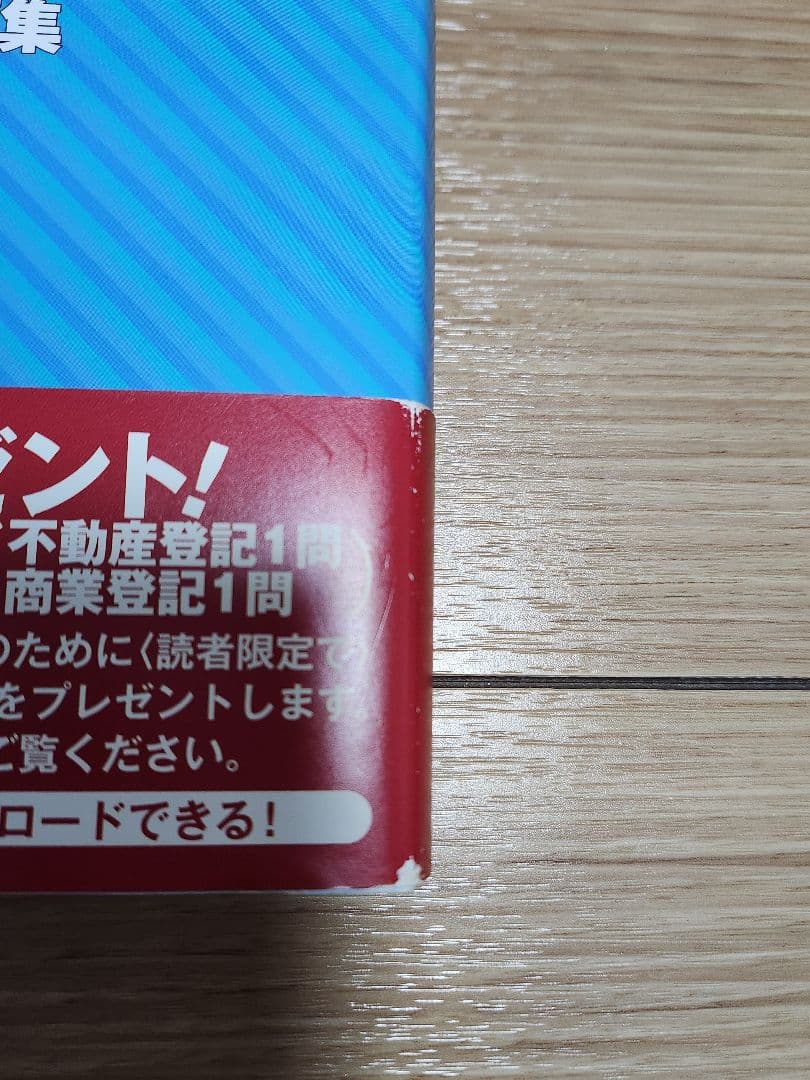 集
ゼント!
不動産登記1問
商業登記1問
のために〈読者限定で〉
をプレゼントします。
ご覧ください。
ロードできる!